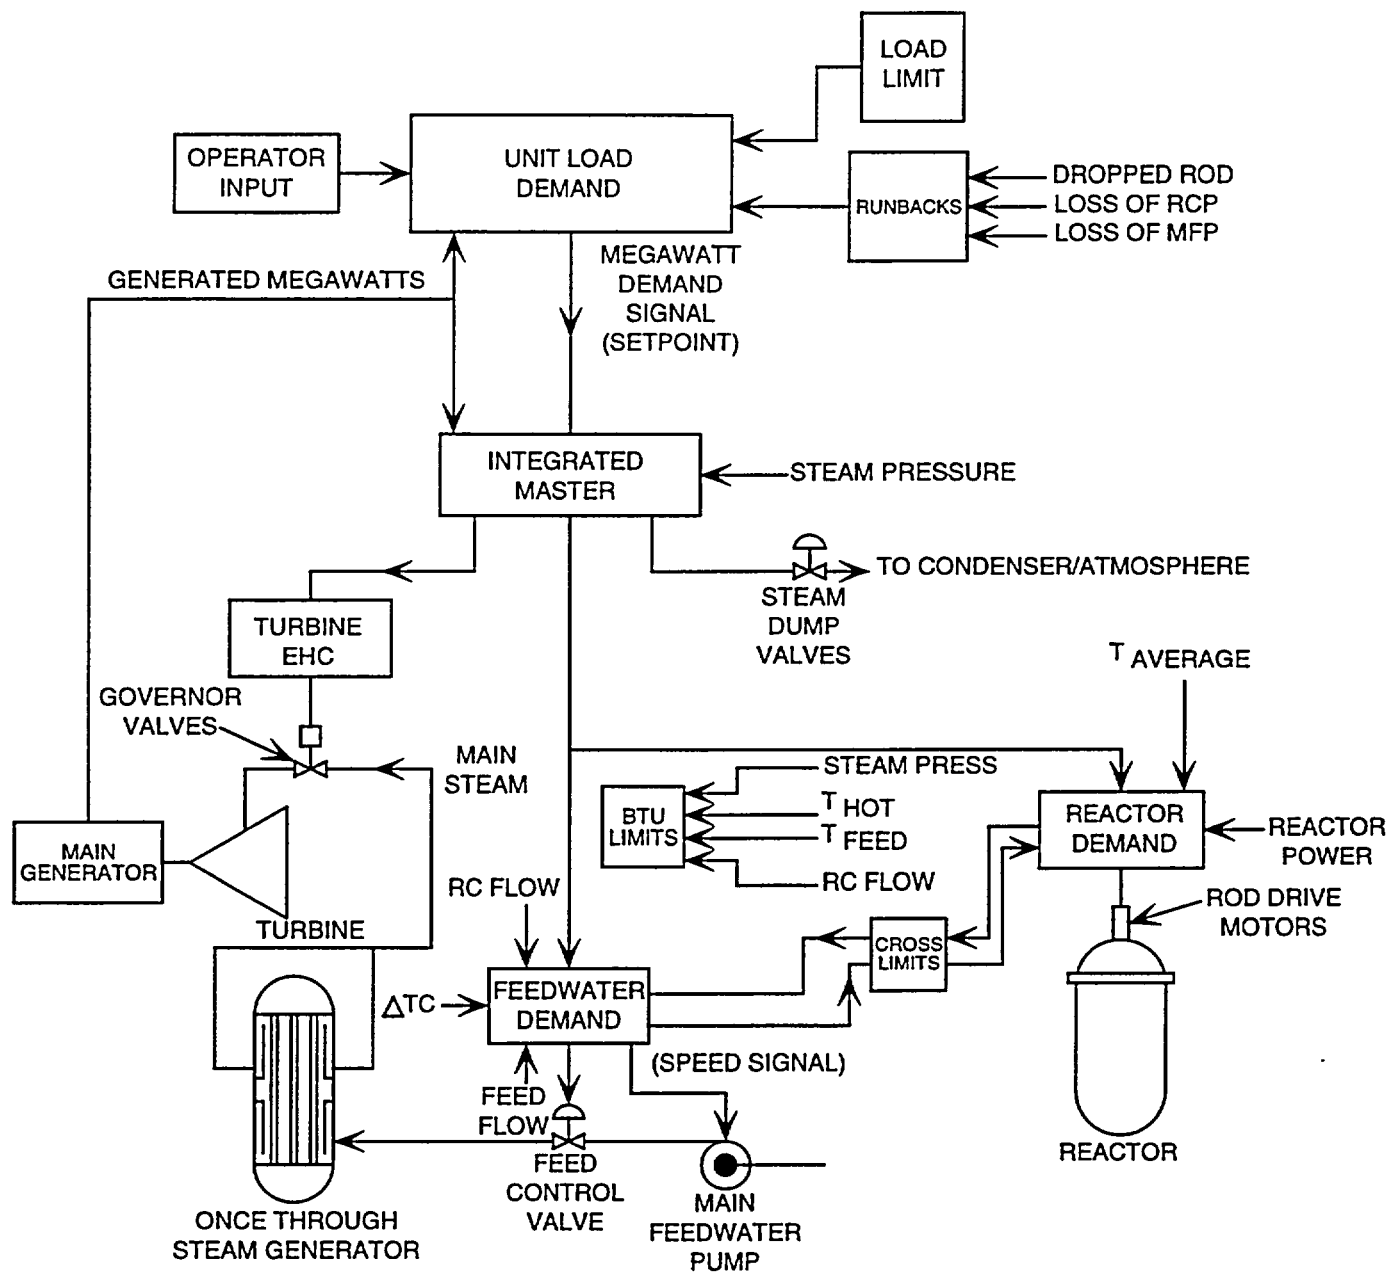 LOAD
LIMIT
OPERATOR
INPUT
UNIT LOAD
DEMAND
RUNBACKS
DROPPED ROD
LOSS OF RCP
LOSS OF MFP
GENERATED MEGAWATTS
MEGAWATT
DEMAND
SIGNAL
(SETPOINT)
INTEGRATED
MASTER
STEAM PRESSURE
TO CONDENSER/ATMOSPHERE
STEAM
DUMP
VALVES
TURBINE
EHC
GOVERNOR
VALVES
MAIN
STEAM
T AVERAGE
STEAM PRESS
T HOT
T FEED
RC FLOW
BTU
LIMITS
REACTOR
DEMAND
REACTOR
POWER
MAIN
GENERATOR
TURBINE
RC FLOW
ROD DRIVE
MOTORS
CROSS
LIMITS
FEEDWATER
DEMAND
△TC
(SPEED SIGNAL)
FEED
FLOW
FEED
CONTROL
VALVE
MAIN
FEEDWATER
PUMP
REACTOR
ONCE THROUGH
STEAM GENERATOR